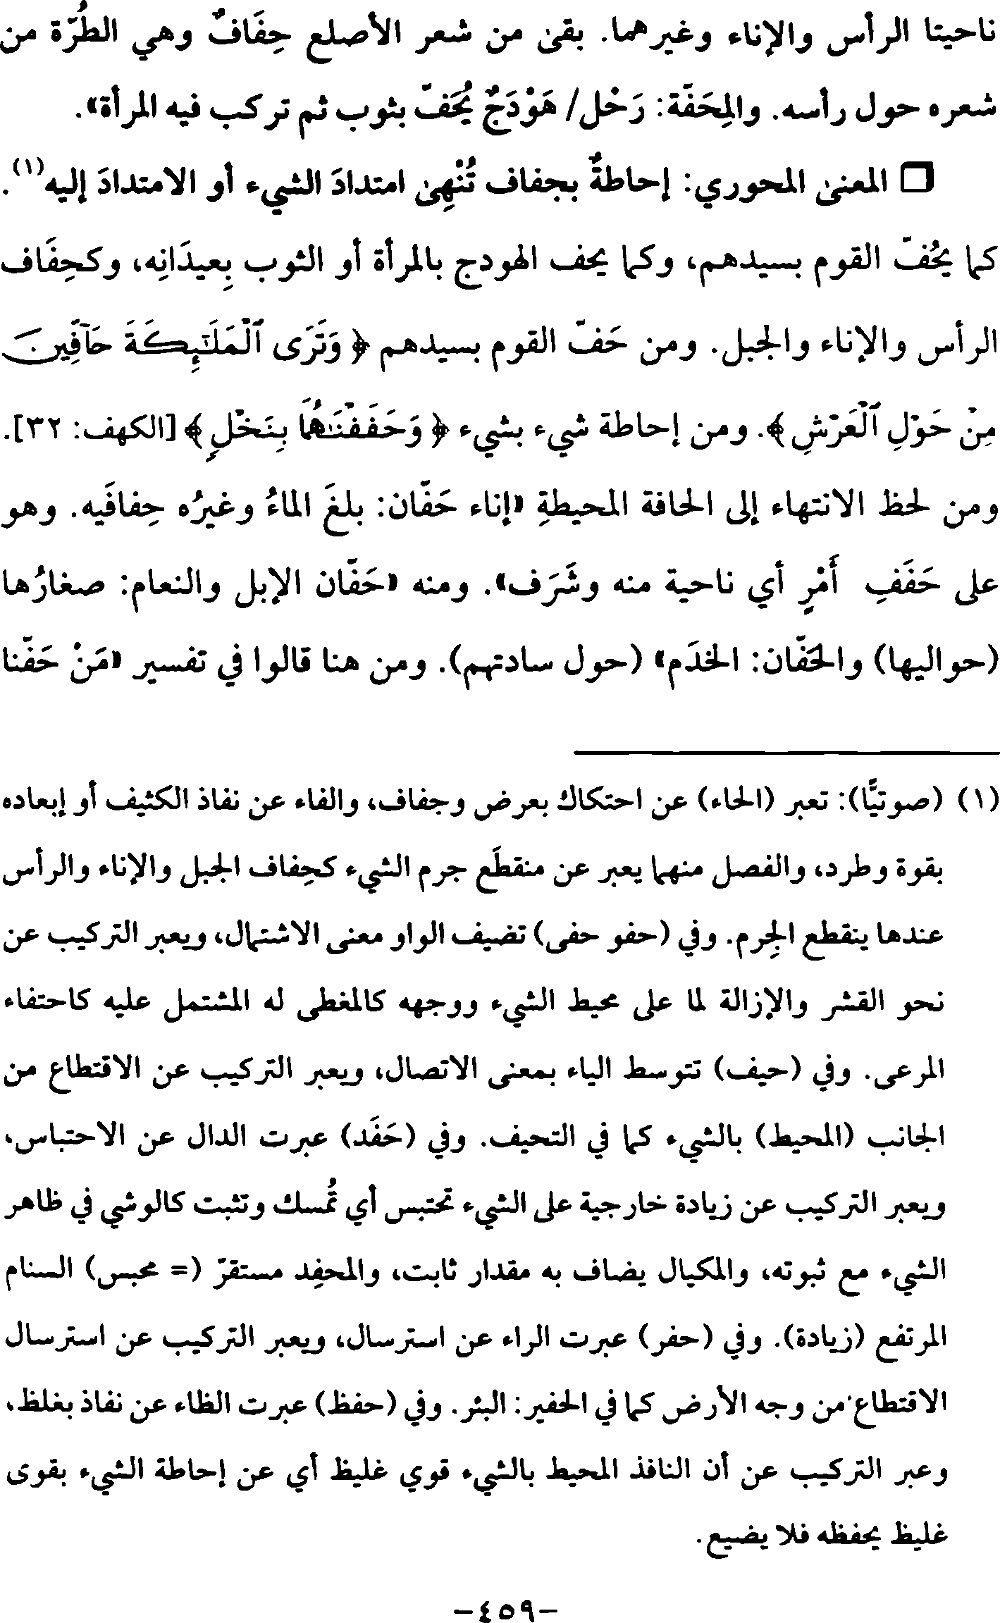 ناحيتا الرأس والإناء وغيرهما. بقى من شعر الأصلع حِفَافٌ وهي الطُرّة من
شعره حول رأسه. والمِحَفّة: رَحْل/ هَوْدَجٌ يُحَفّ بثوب ثم تركب فيه المرأة».
❒ المعنى المحوري: إحاطةٌ بجفاف تُنْهِى امتدادَ الشيء أو الامتدادَ إليه(١).
كما يحُفّ القوم بسيدهم، وكما يحف الهودج بالمرأة أو الثوب بِعيدَانِه، وكحِفَاف
الرأس والإناء والجبل. ومن حَفّ القوم بسيدهم ﴿ وَتَرَى ٱلْمَلَـٰٓئِكَةَ حَآفِّينَ
مِنْ حَوْلِ ٱلْعَرْشِ ﴾. ومن إحاطة شيء بشيء ﴿ وَحَفَفْنَـٰهُمَا بِنَخْلٍ ﴾ [الكهف: ٣٢].
ومن لحظ الانتهاء إلى الحافة المحيطةِ «إناء حَفّان: بلغَ الماءُ وغيرُه حِفافَيه. وهو
على حَفَفِ أَمْرٍ أي ناحية منه وشَرَف». ومنه «حَفّان الإبل والنعام: صغارُها
(حواليها) والحَفّان: الخدَم» (حول سادتهم). ومن هنا قالوا في تفسير «مَنْ حَفّنا
(١) (صوتيًّا): تعبر (الحاء) عن احتكاك بعرض وجفاف، والفاء عن نفاذ الكثيف أو إبعاده
بقوة وطرد، والفصل منهما يعبر عن منقطَع جرم الشيء كحِفاف الجبل والإناء والرأس
عندها ينقطع الجِرم. وفي (حفو حفى) تضيف الواو معنى الاشتمال، ويعبر التركيب عن
نحو القشر والإزالة لما على محيط الشيء ووجهه كالمغطى له المشتمل عليه كاحتفاء
المرعى. وفي (حيف) تتوسط الياء بمعنى الاتصال، ويعبر التركيب عن الاقتطاع من
الجانب (المحيط) بالشيء كما في التحيف. وفي (حَفَد) عبرت الدال عن الاحتباس،
ويعبر التركيب عن زيادة خارجية على الشيء تحتبس أي تُمسك وتثبت كالوشي في ظاهر
الشيء مع ثبوته، والمكيال يضاف به مقدار ثابت، والمحفِد مستقرّ (= محبس) السنام
المرتفع (زيادة). وفي (حفر) عبرت الراء عن استرسال، ويعبر التركيب عن استرسال
الاقتطاع من وجه الأرض كما في الحفير: البئر. وفي (حفظ) عبرت الظاء عن نفاذ بغلظ،
وعبر التركيب عن أن النافذ المحيط بالشيء قوي غليظ أي عن إحاطة الشيء بقوى
غليظ يحفظه فلا يضيع.
-٤٥٩-